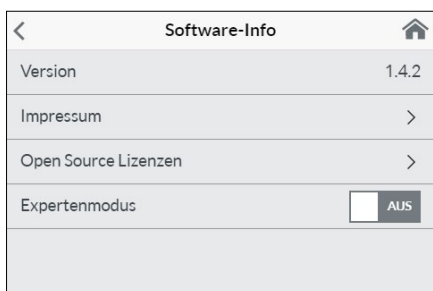 Software-Info
Version 1.4.2
Impressum
Open Source Lizenzen
Expertenmodus AUS